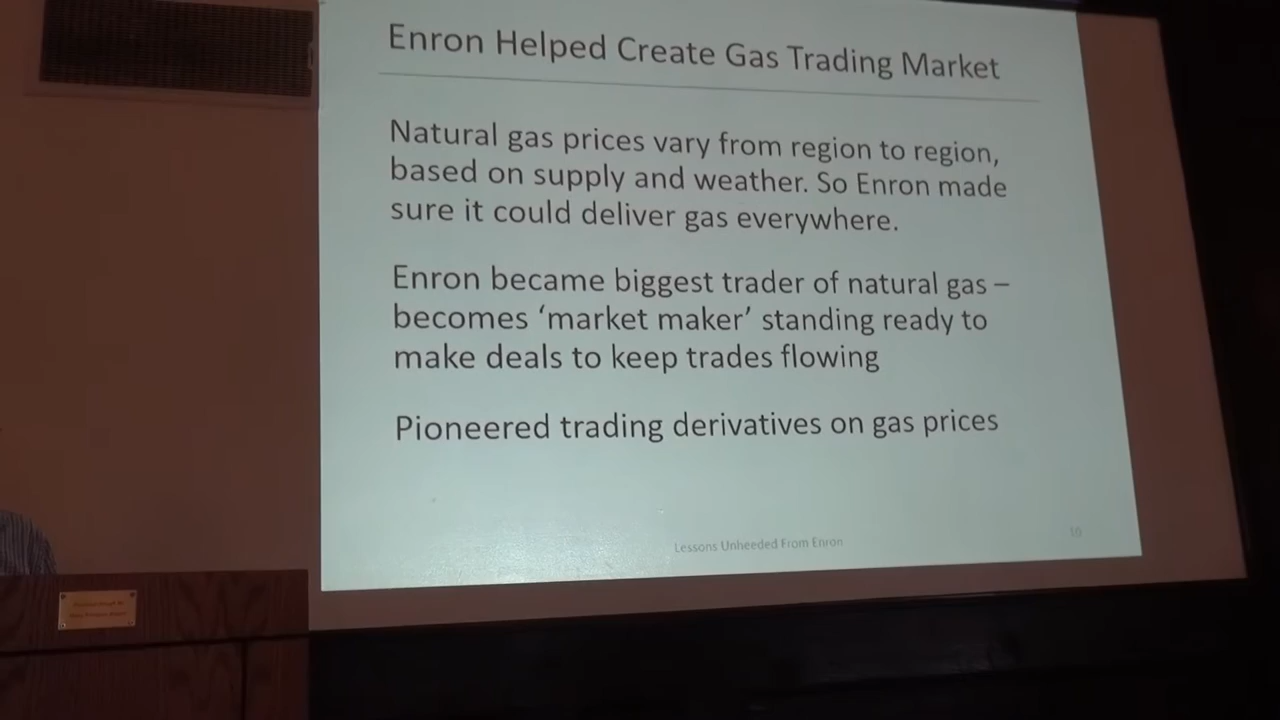 Enron Helped Create Gas Trading Market
Natural gas prices vary from region to region,
based on supply and weather. So Enron made
sure it could deliver gas everywhere.
Enron became biggest trader of natural gas –
becomes ‘market maker’ standing ready to
make deals to keep trades flowing
Pioneered trading derivatives on gas prices
Lessons Unheeded From Enron
10